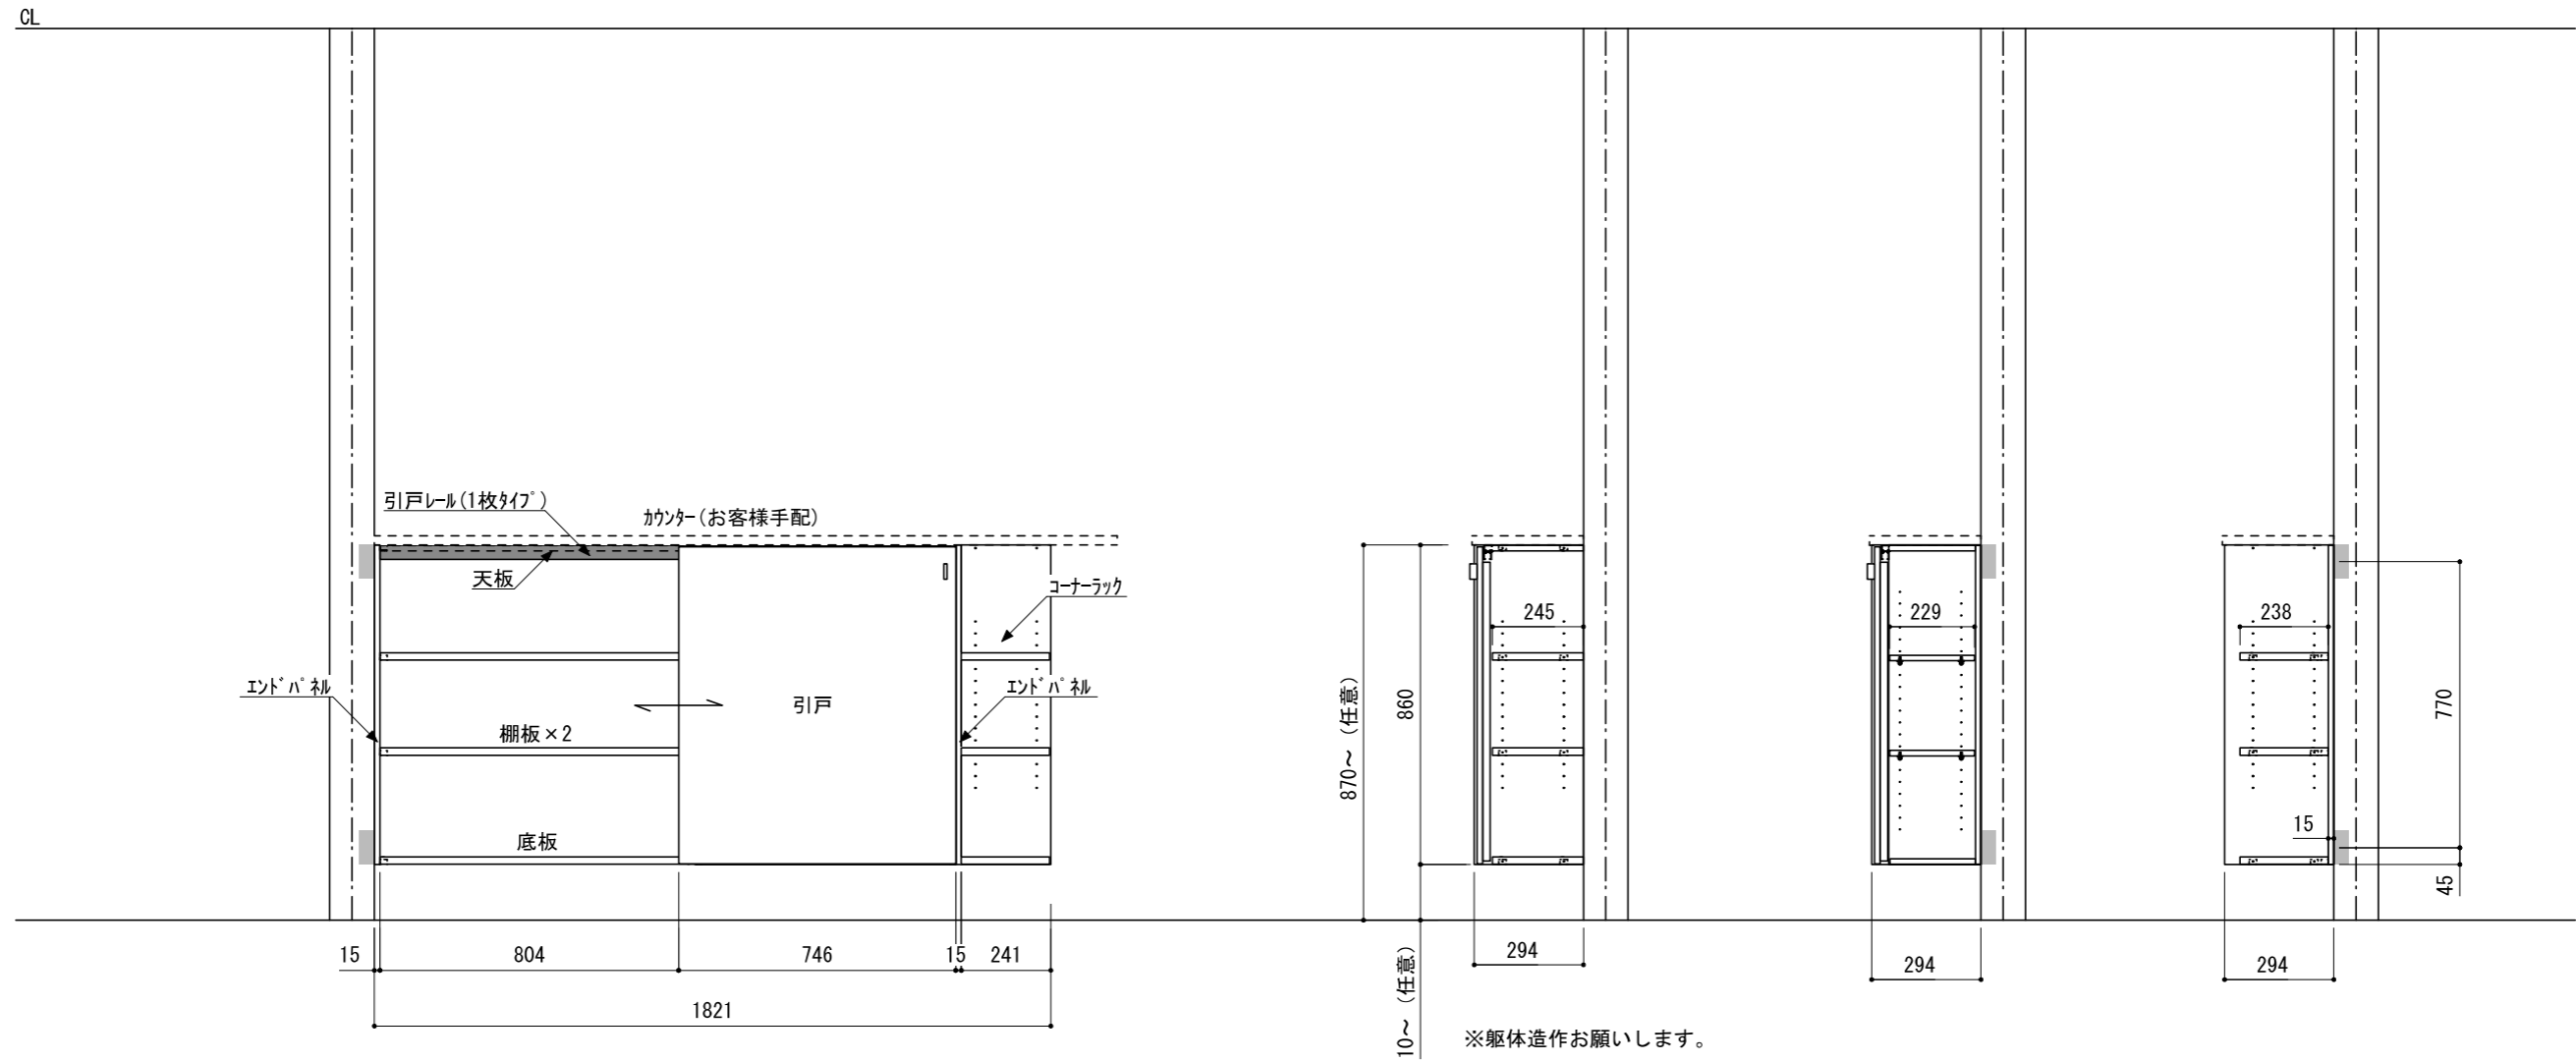 CL
引戸ﾚｰﾙ(1枚ﾀｲﾌﾟ)
ｶｳﾝﾀｰ(お客様手配)
天板
ｺｰﾅｰﾗｯｸ
ｴﾝﾄﾞﾊﾟﾈﾙ
引戸
ｴﾝﾄﾞﾊﾟﾈﾙ
棚板×2
底板
15
804
746
15
241
1821
870~ (任意)
860
10~ (任意)
245
294
229
294
238
15
294
770
45
※躯体造作お願いします。